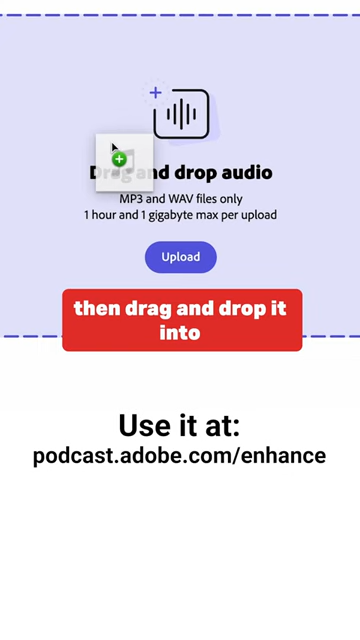 Drag and drop audio
MP3 and WAV files only
1 hour and 1 gigabyte max per upload
Upload
then drag and drop it
into
Use it at:
podcast.adobe.com/enhance